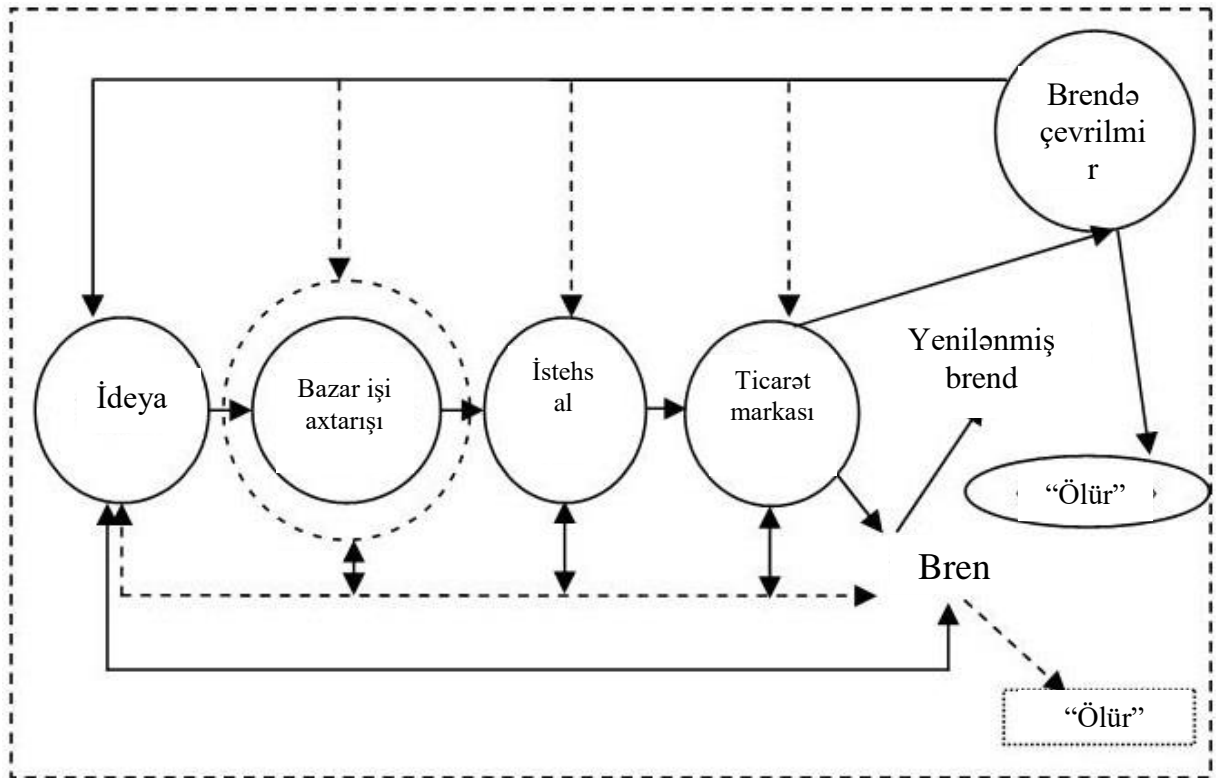 Brendə
çevrilmi
r
İdeya
Bazar işi
axtarışı
İstehs
al
Ticarət
markası
Yenilənmiş
brend
“Ölür”
Bren
“Ölür”